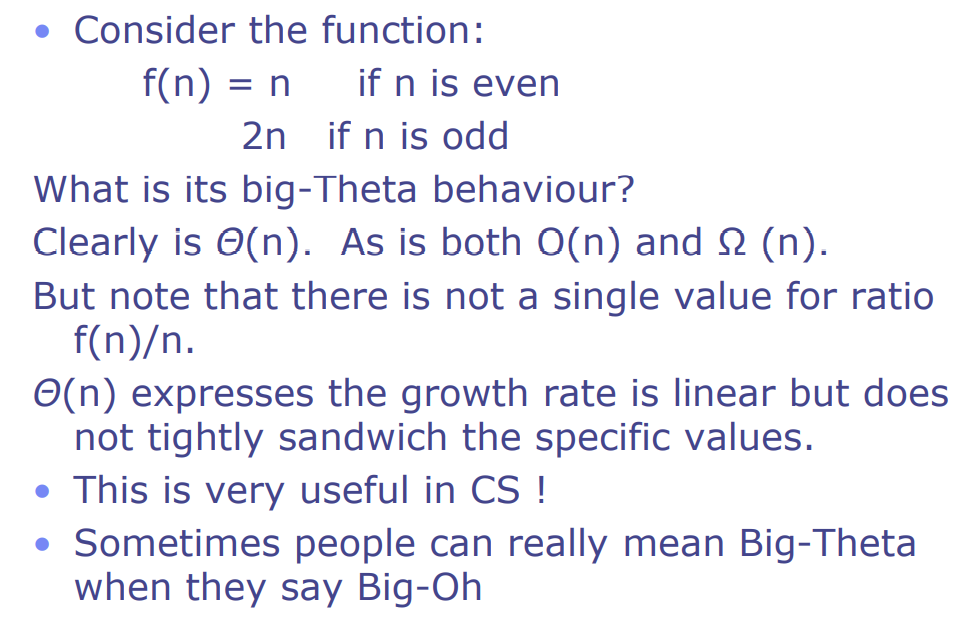 • Consider the function:
f(n) = n if n is even
2n if n is odd
What is its big-Theta behaviour?
Clearly is Θ(n). As is both O(n) and Ω (n).
But note that there is not a single value for ratio
f(n)/n.
Θ(n) expresses the growth rate is linear but does
not tightly sandwich the specific values.
• This is very useful in CS !
• Sometimes people can really mean Big-Theta
when they say Big-Oh